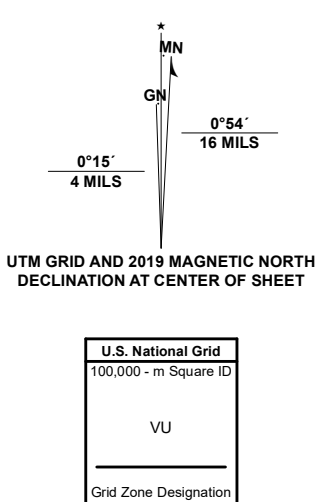 ★
MN
GN
0°54´
16 MILS
0°15´
4 MILS
UTM GRID AND 2019 MAGNETIC NORTH
DECLINATION AT CENTER OF SHEET
U.S. National Grid
100,000 - m Square ID
VU
Grid Zone Designation